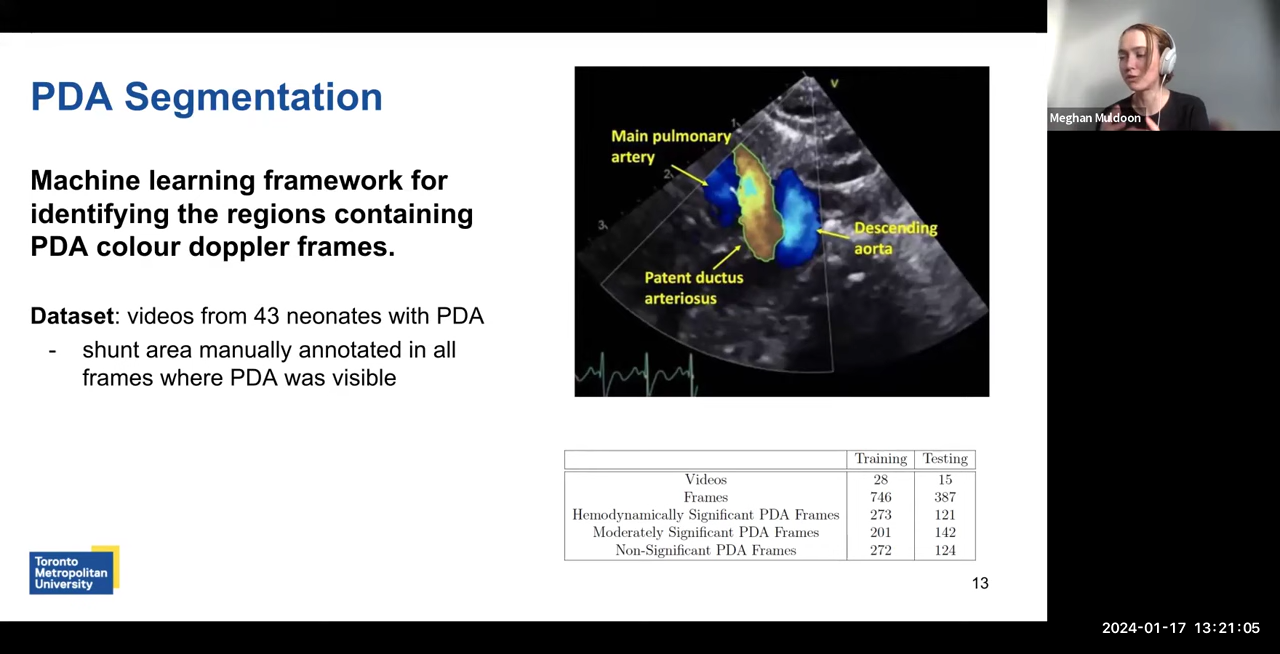 PDA Segmentation
Machine learning framework for
identifying the regions containing
PDA colour doppler frames.
Dataset: videos from 43 neonates with PDA
- shunt area manually annotated in all
frames where PDA was visible
V
1
2
3
Main pulmonary
artery
Descending
aorta
Patent ductus
arteriosus
Training Testing
Videos 28 15
Frames 746 387
Hemodynamically Significant PDA Frames 273 121
Moderately Significant PDA Frames 201 142
Non-Significant PDA Frames 272 124
Toronto
Metropolitan
University
13
Meghan Muldoon
2024-01-17 13:21:05